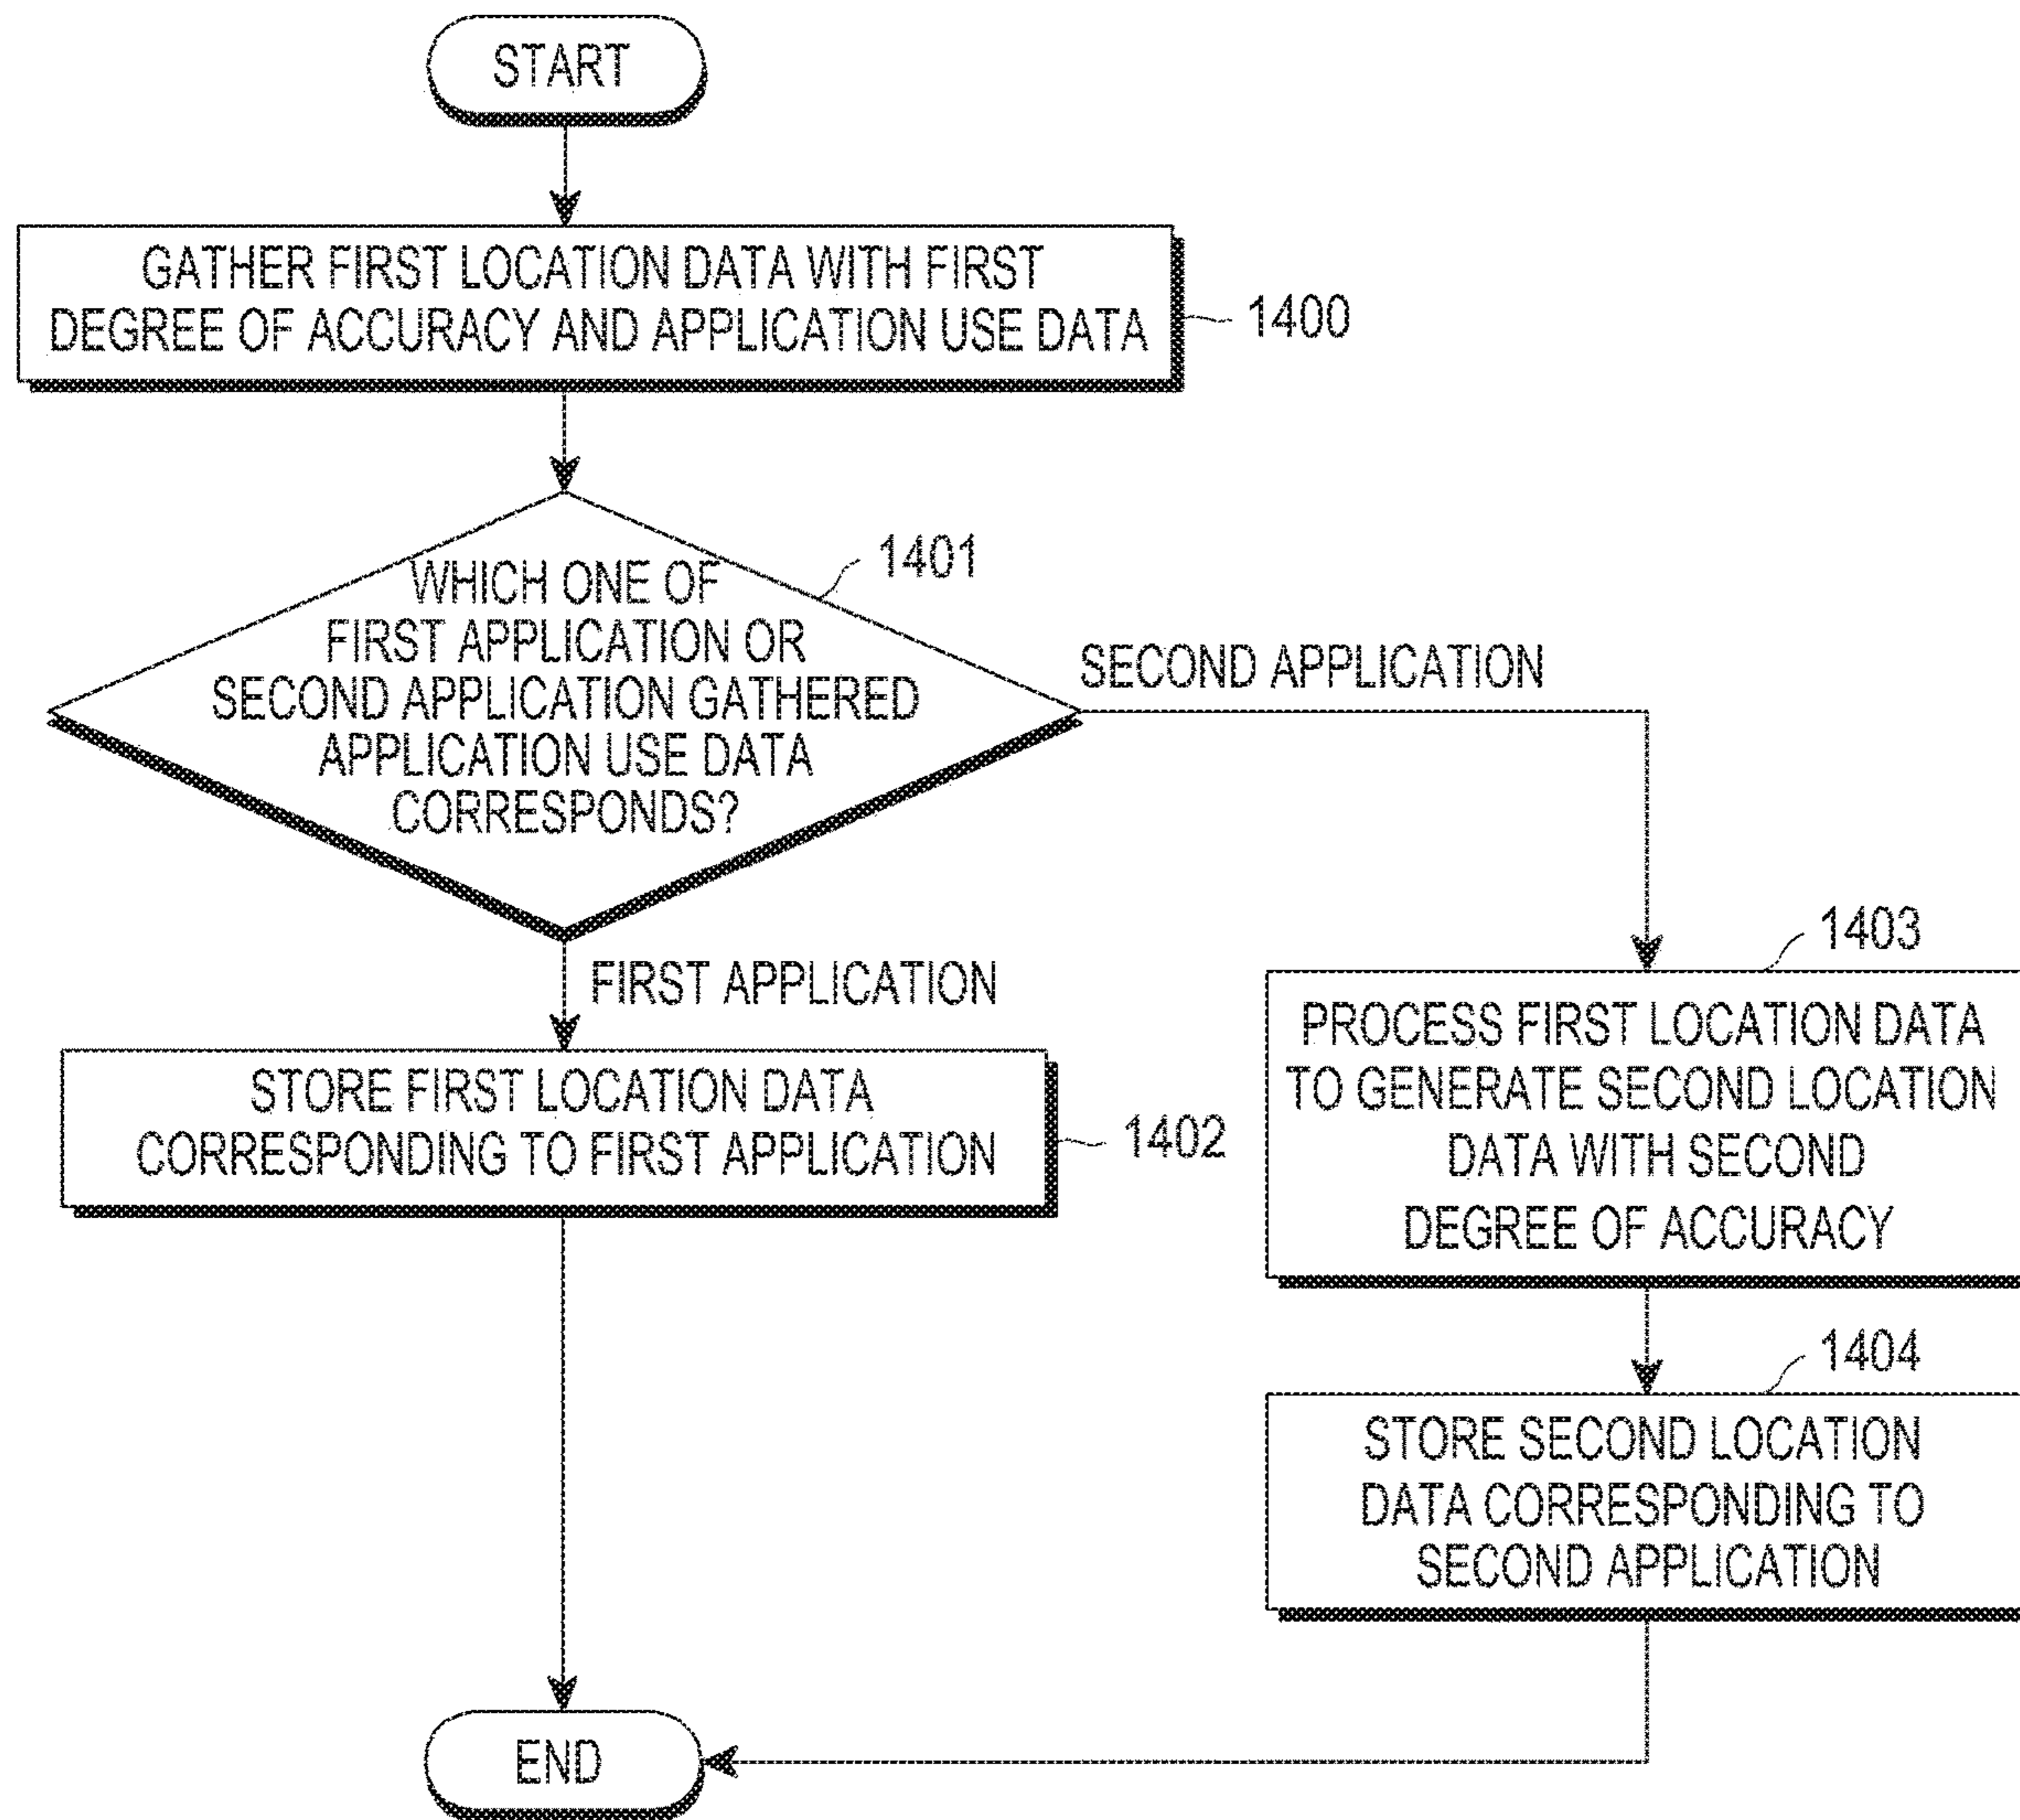 START
GATHER FIRST LOCATION DATA WITH FIRST
DEGREE OF ACCURACY AND APPLICATION USE DATA
1400
1401
WHICH ONE OF
FIRST APPLICATION OR
SECOND APPLICATION GATHERED
APPLICATION USE DATA
CORRESPONDS?
SECOND APPLICATION
FIRST APPLICATION
STORE FIRST LOCATION DATA
CORRESPONDING TO FIRST APPLICATION
1402
1403
PROCESS FIRST LOCATION DATA
TO GENERATE SECOND LOCATION
DATA WITH SECOND
DEGREE OF ACCURACY
1404
STORE SECOND LOCATION
DATA CORRESPONDING TO
SECOND APPLICATION
END